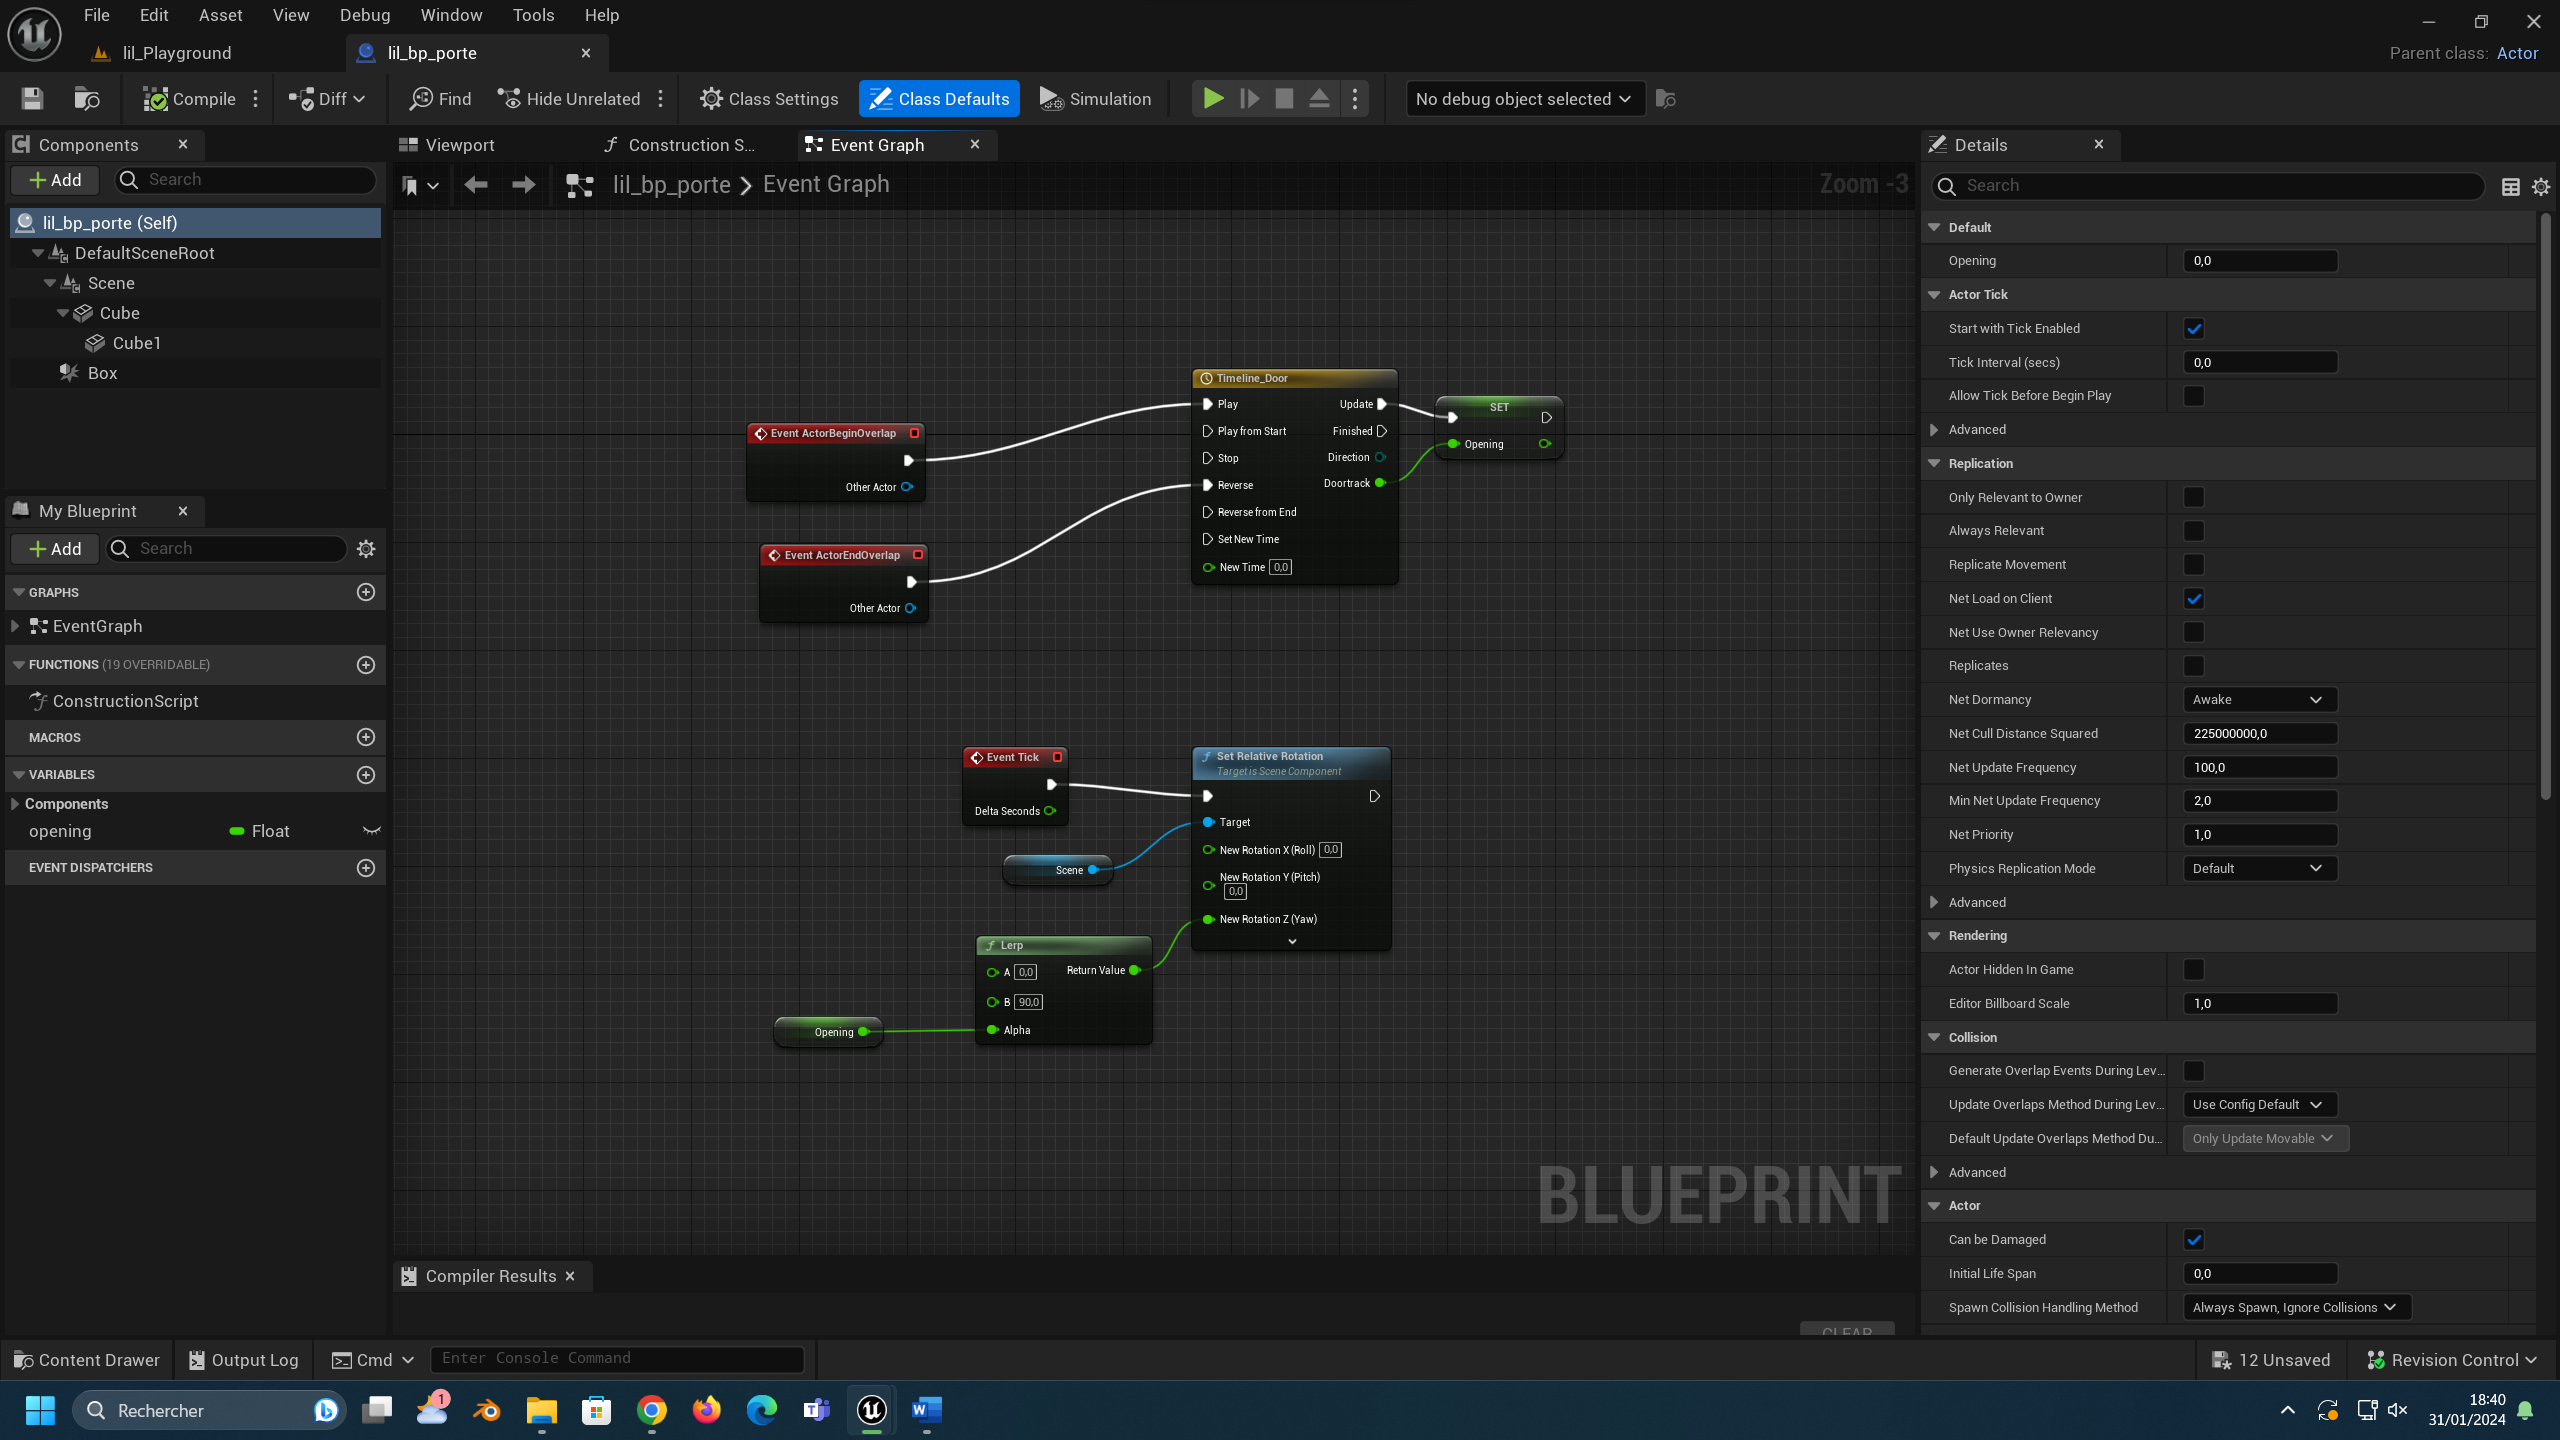 File Edit Asset View Debug Window Tools Help
lil_Playground
lil_bp_porte
Parent class: Actor
Compile
Diff
Find
Hide Unrelated
Class Settings
Class Defaults
Simulation
No debug object selected
Components
Add
Search
lil_bp_porte (Self)
DefaultSceneRoot
Scene
Cube
Cube1
Box
My Blueprint
Add
Search
GRAPHS
EventGraph
FUNCTIONS (19 OVERRIDABLE)
ConstructionScript
MACROS
VARIABLES
Components
opening Float
EVENT DISPATCHERS
Viewport
Construction S...
Event Graph
lil_bp_porte > Event Graph
Zoom -3
Event ActorBeginOverlap
Other Actor
Event ActorEndOverlap
Other Actor
Timeline_Door
Play Update
Play from Start Finished
Stop Direction
Reverse Doortrack
Reverse from End
Set New Time
New Time 0,0
SET
Opening
Event Tick
Delta Seconds
Scene
Set Relative Rotation
Target is Scene Component
Target
New Rotation X (Roll) 0,0
New Rotation Y (Pitch)
0,0
New Rotation Z (Yaw)
Lerp
A 0,0 Return Value
B 90,0
Alpha
Opening
BLUEPRINT
Compiler Results
CLEAR
Details
Search
Default
Opening 0,0
Actor Tick
Start with Tick Enabled
Tick Interval (secs) 0,0
Allow Tick Before Begin Play
Advanced
Replication
Only Relevant to Owner
Always Relevant
Replicate Movement
Net Load on Client
Net Use Owner Relevancy
Replicates
Net Dormancy Awake
Net Cull Distance Squared 225000000,0
Net Update Frequency 100,0
Min Net Update Frequency 2,0
Net Priority 1,0
Physics Replication Mode Default
Advanced
Rendering
Actor Hidden In Game
Editor Billboard Scale 1,0
Collision
Generate Overlap Events During Lev...
Update Overlaps Method During Lev... Use Config Default
Default Update Overlaps Method Du... Only Update Movable
Advanced
Actor
Can be Damaged
Initial Life Span 0,0
Spawn Collision Handling Method Always Spawn, Ignore Collisions
Content Drawer
Output Log
Cmd
Enter Console Command
12 Unsaved
Revision Control
Rechercher
1
18:40
31/01/2024